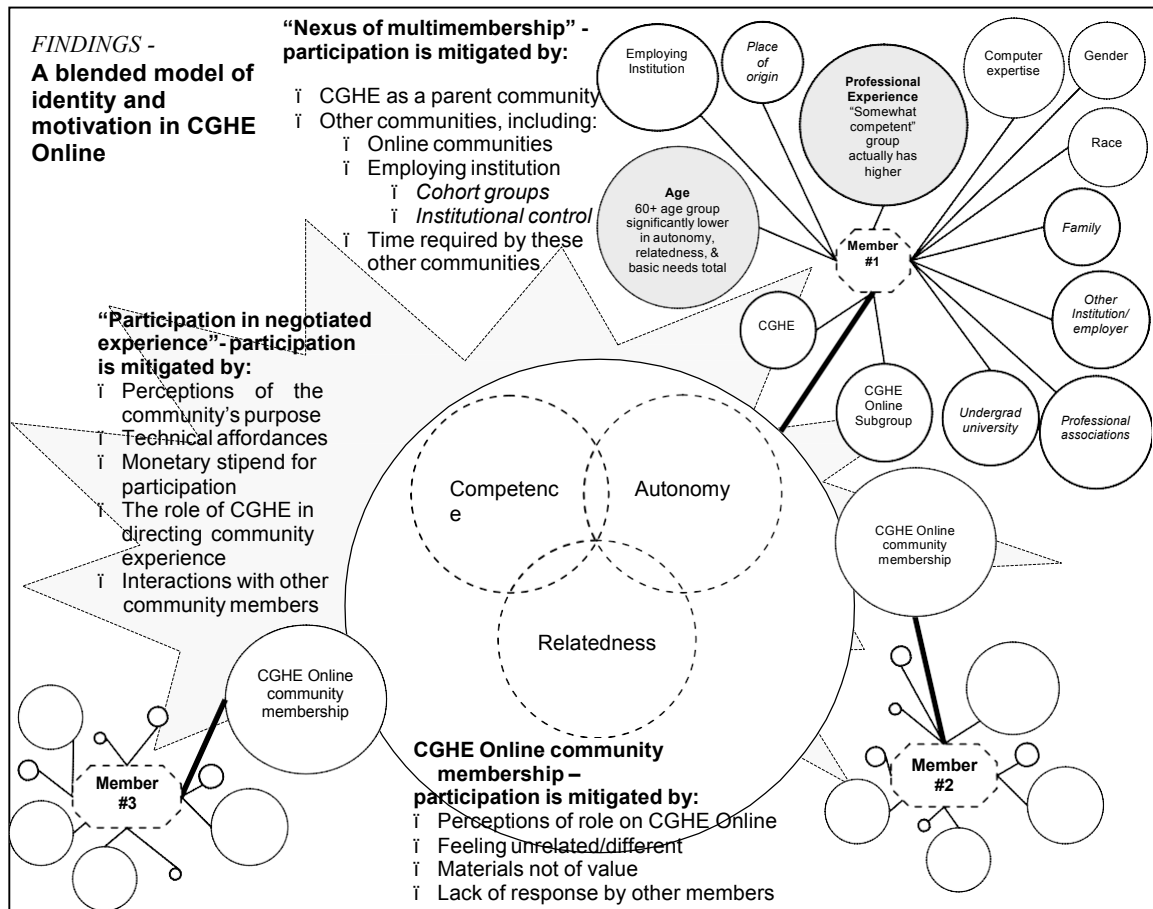 FINDINGS -
A blended model of
identity and
motivation in CGHE
Online
“Nexus of multimembership” -
participation is mitigated by:
ï CGHE as a parent community
ï Other communities, including:
ï Online communities
ï Employing institution
ï Cohort groups
ï Institutional control
ï Time required by these
other communities
“Participation in negotiated
experience”- participation
is mitigated by:
ï Perceptions of the
community’s purpose
ï Technical affordances
ï Monetary stipend for
participation
ï The role of CGHE in
directing community
experience
ï Interactions with other
community members
Employing
Institution
Place
of
origin
Professional
Experience
“Somewhat
competent”
group
actually has
higher
Computer
expertise
Gender
Race
Age
60+ age group
significantly lower
in autonomy,
relatedness, &
basic needs total
Member
#1
Family
Other
Institution/
employer
CGHE
CGHE
Online
Subgroup
Undergrad
university
Professional
associations
Competenc
e
Autonomy
Relatedness
CGHE Online
community
membership
CGHE Online
community
membership
Member
#3
Member
#2
CGHE Online community
membership –
participation is mitigated by:
ï Perceptions of role on CGHE Online
ï Feeling unrelated/different
ï Materials not of value
ï Lack of response by other members